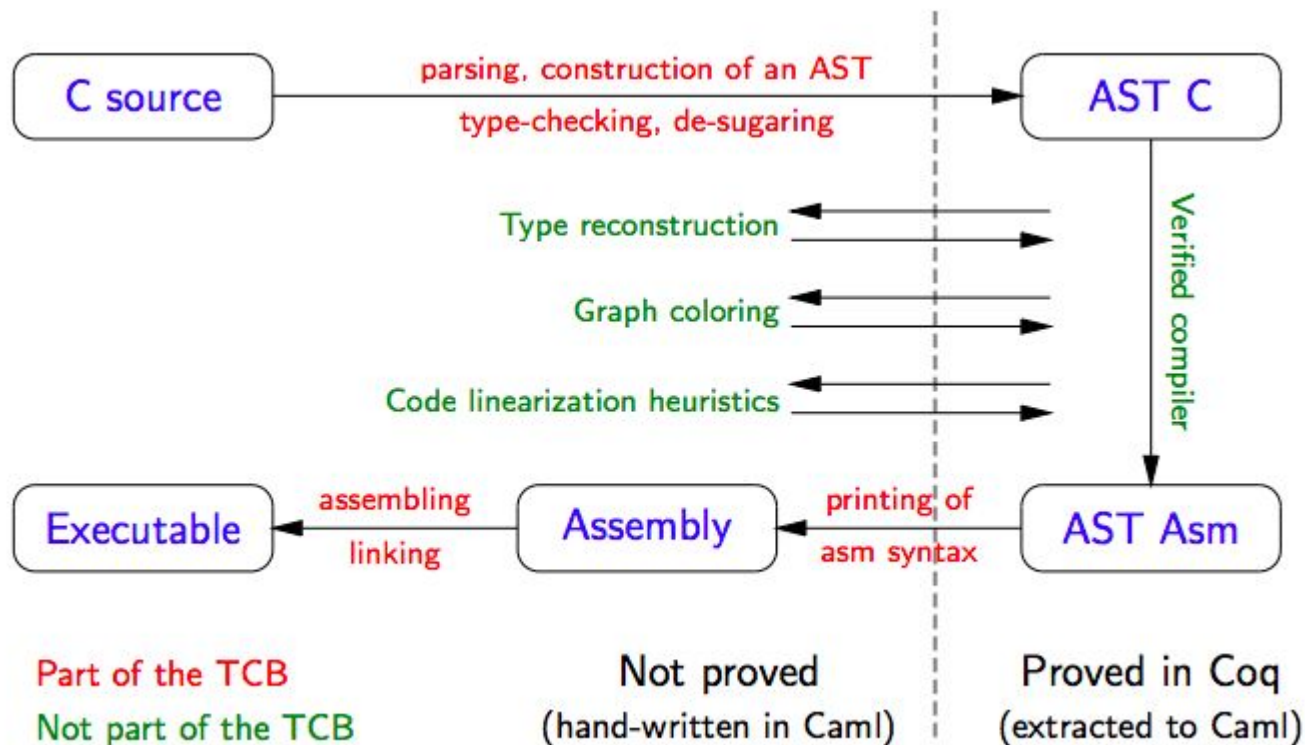 C source
parsing, construction of an AST
type-checking, de-sugaring
AST C
Type reconstruction
Graph coloring
Code linearization heuristics
Verified compiler
Executable
assembling
linking
Assembly
printing of
asm syntax
AST Asm
Part of the TCB
Not part of the TCB
Not proved
(hand-written in Caml)
Proved in Coq
(extracted to Caml)